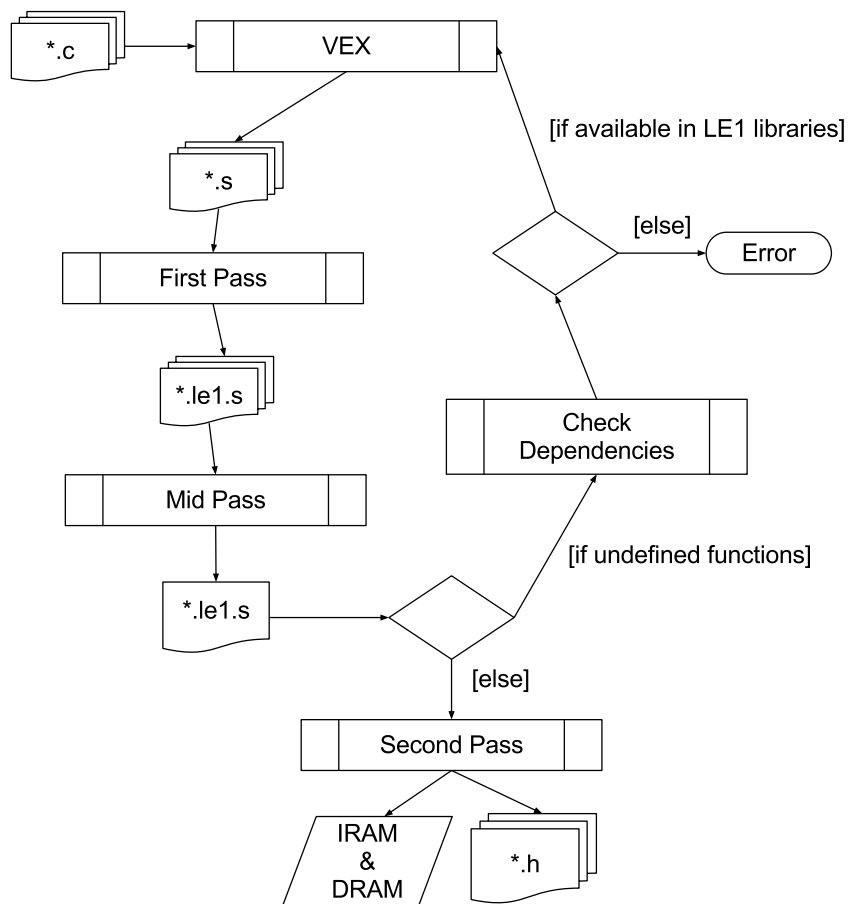 *.c
VEX
[if available in LE1 libraries]
*.s
[else]
Error
First Pass
*.le1.s
Check
Dependencies
Mid Pass
[if undefined functions]
*.le1.s
[else]
Second Pass
IRAM
&
DRAM
*.h